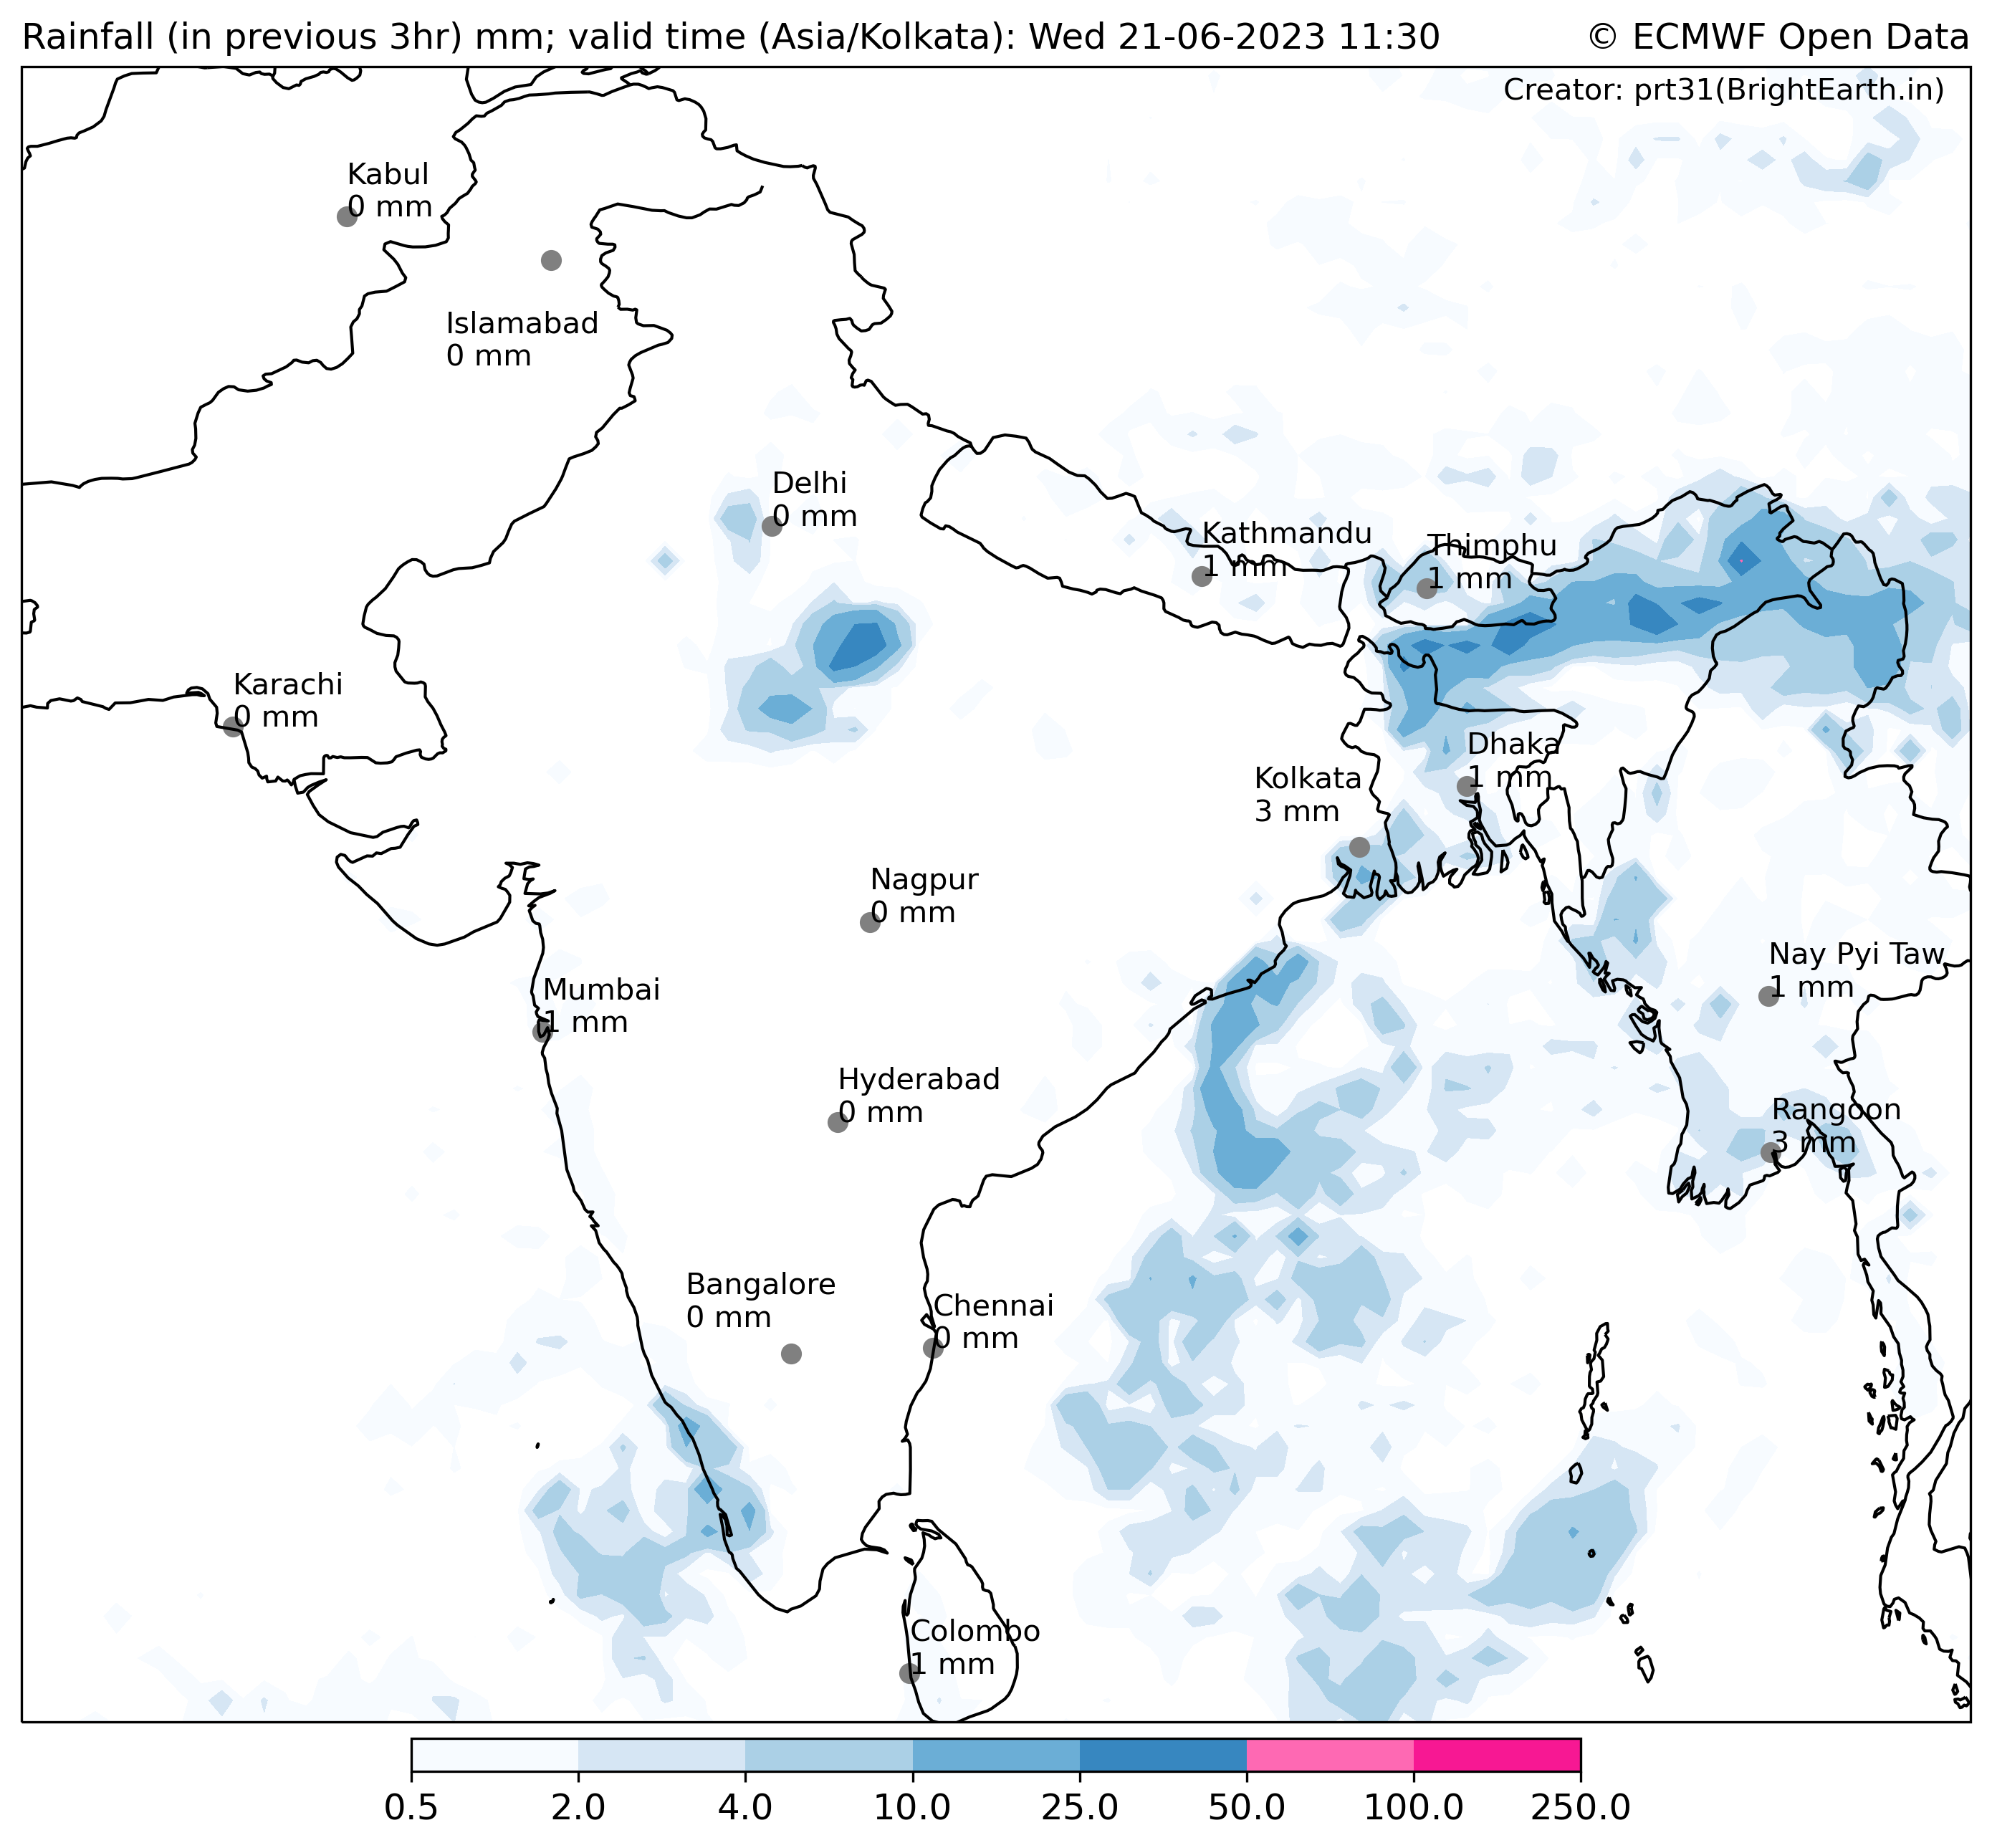 Rainfall (in previous 3hr) mm; valid time (Asia/Kolkata): Wed 21-06-2023 11:30
© ECMWF Open Data
Creator: prt31(BrightEarth.in)
Kabul
0 mm
Islamabad
0 mm
Delhi
0 mm
Kathmandu
1 mm
Thimphu
1 mm
Karachi
0 mm
Dhaka
1 mm
Kolkata
3 mm
Nagpur
0 mm
Nay Pyi Taw
1 mm
Mumbai
1 mm
Hyderabad
0 mm
Rangoon
3 mm
Bangalore
0 mm
Chennai
0 mm
Colombo
1 mm
0.5 2.0 4.0 10.0 25.0 50.0 100.0 250.0